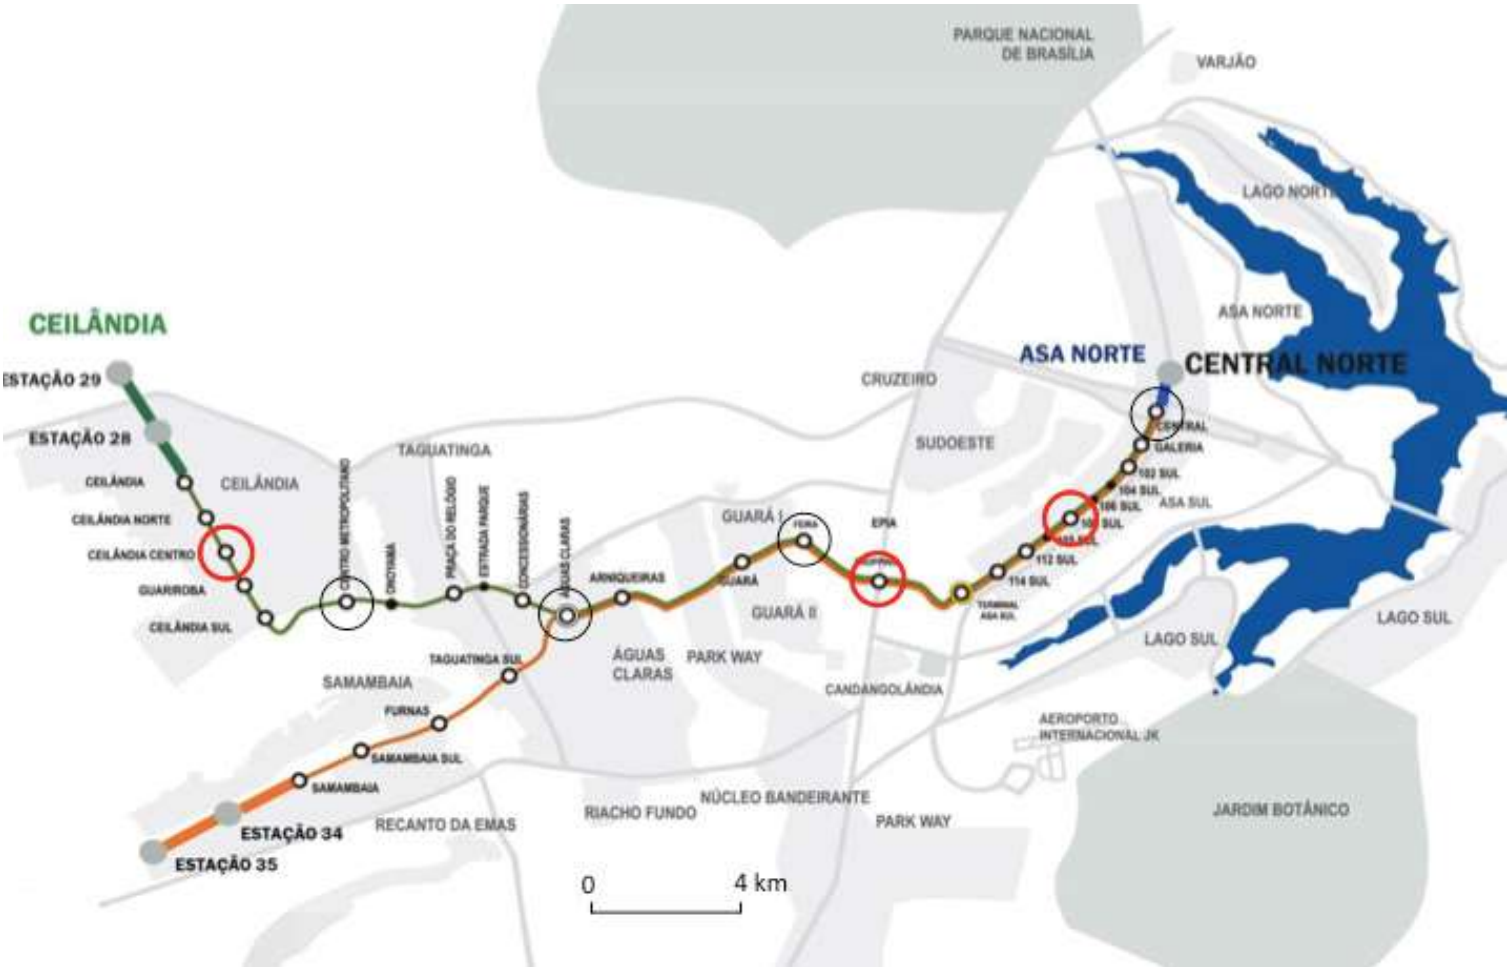 PARQUE NACIONAL
DE BRASÍLIA
VARJÃO
LAGO NORTE
ASA NORTE
CEILÂNDIA
ESTAÇÃO 29
ESTAÇÃO 28
CEILÂNDIA
CEILÂNDIA
CEILÂNDIA NORTE
CEILÂNDIA CENTRO
GUARIROBA
CEILÂNDIA SUL
TAGUATINGA
CENTRO METROPOLITANO
ONOYAMA
PRAÇA DO RELÓGIO
ESTRADA PARQUE
CONCESSIONÁRIAS
ÁGUAS CLARAS
ARNIQUEIRAS
GUARÁ I
GUARÁ
FEIRA
EPIA
GUARÁ II
CRUZEIRO
SUDOESTE
ASA NORTE
CENTRAL NORTE
CENTRAL
GALERIA
102 SUL
104 SUL
106 SUL
SUL
SUL
112 SUL
114 SUL
TERMINAL
ASA SUL
ASA SUL
LAGO SUL
LAGO SUL
TAGUATINGA SUL
ÁGUAS
CLARAS
PARK WAY
SAMAMBAIA
FURNAS
SAMAMBAIA SUL
SAMAMBAIA
ESTAÇÃO 34
ESTAÇÃO 35
RECANTO DA EMAS
RIACHO FUNDO
NÚCLEO BANDEIRANTE
PARK WAY
CANDANGOLÂNDIA
AEROPORTO
INTERNACIONAL JK
JARDIM BOTÂNICO
0 4 km